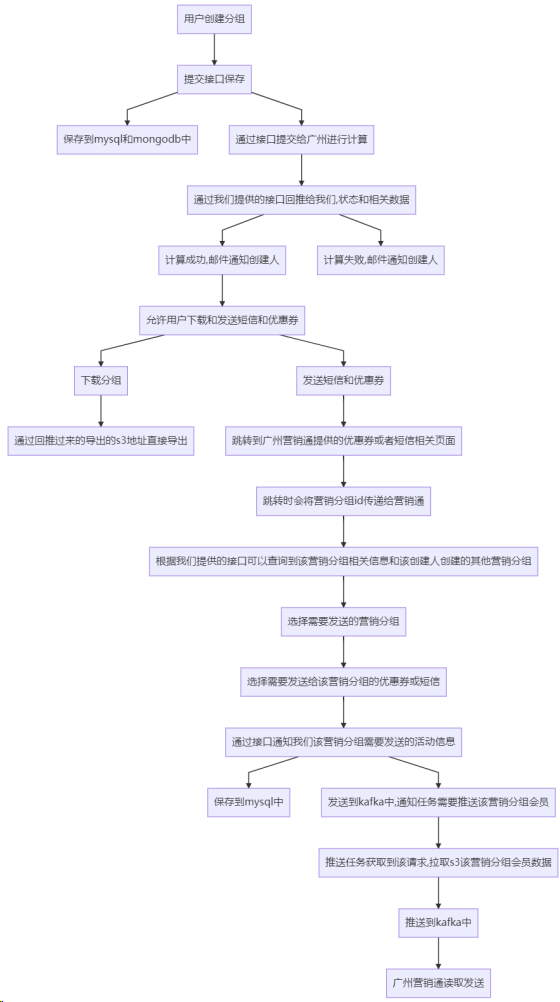 用户创建分组
提交接口保存
保存到mysql和mongodb中
通过接口提交给广州进行计算
通过我们提供的接口回推给我们,状态和相关数据
计算成功,邮件通知创建人
计算失败,邮件通知创建人
允许用户下载和发送短信和优惠券
下载分组
发送短信和优惠券
通过回推过来的导出的s3地址直接导出
跳转到广州营销通提供的优惠券或者短信相关页面
跳转时会将营销分组id传递给营销通
根据我们提供的接口可以查询到该营销分组相关信息和该创建人创建的其他营销分组
选择需要发送的营销分组
选择需要发送给该营销分组的优惠券或短信
通过接口通知我们该营销分组需要发送的活动信息
保存到mysql中
发送到kafka中,通知任务需要推送该营销分组会员
推送任务获取到该请求,拉取s3该营销分组会员数据
推送到kafka中
广州营销通读取发送